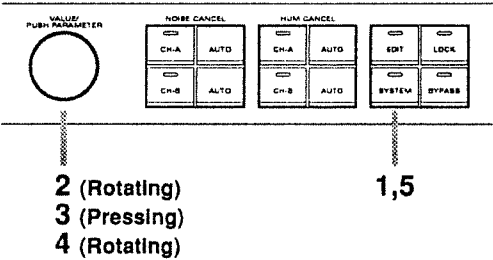 VALUE/
PUSH PARAMETER
NOISE CANCEL
HUM CANCEL
CH-A AUTO CH-A AUTO EDIT LOCK
CH-B AUTO CH-B AUTO SYSTEM BYPASS
2 (Rotating)
3 (Pressing)
4 (Rotating)
1,5